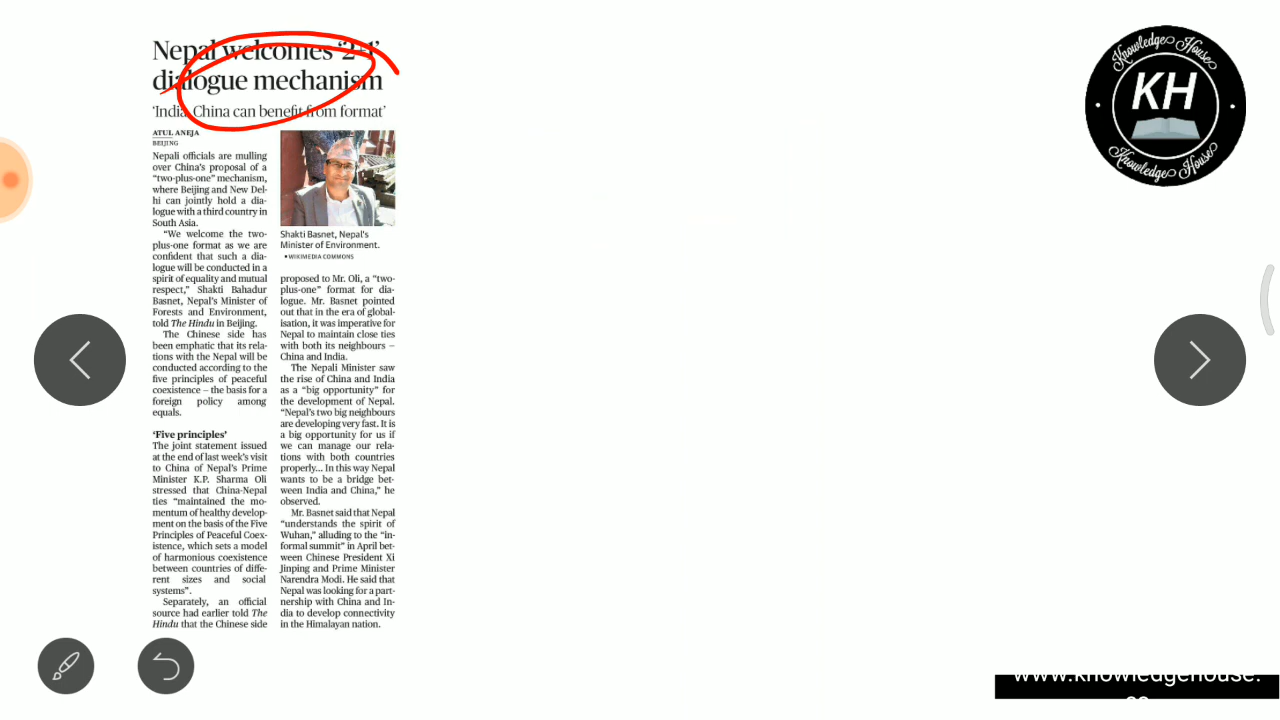 Nepal welcomes ‘2+1’
dialogue mechanism
‘India, China can benefit from format’
ATUL ANEJA
BEIJING
Nepali officials are mulling
over China's proposal of a
“two-plus-one” mechanism,
where Beijing and New Del-
hi can jointly hold a dia-
logue with a third country in
South Asia.
“We welcome the two-
plus-one format as we are
confident that such a dia-
logue will be conducted in a
spirit of equality and mutual
respect,” Shakti Bahadur
Basnet, Nepal's Minister of
Forests and Environment,
told The Hindu in Beijing.
The Chinese side has
been emphatic that its rela-
tions with the Nepal will be
conducted according to the
five principles of peaceful
coexistence – the basis for a
foreign policy among
equals.
‘Five principles’
The joint statement issued
at the end of last week's visit
to China of Nepal's Prime
Minister K.P. Sharma Oli
stressed that China-Nepal
ties “maintained the mo-
mentum of healthy develop-
ment on the basis of the Five
Principles of Peaceful Coex-
istence, which sets a model
of harmonious coexistence
between countries of diffe-
rent sizes and social
systems”.
Separately, an official
source had earlier told The
Hindu that the Chinese side
Shakti Basnet, Nepal's
Minister of Environment.
• WIKIMEDIA COMMONS
proposed to Mr. Oli, a “two-
plus-one” format for dia-
logue. Mr. Basnet pointed
out that in the era of global-
isation, it was imperative for
Nepal to maintain close ties
with both its neighbours –
China and India.
The Nepali Minister saw
the rise of China and India
as a “big opportunity” for
the development of Nepal.
“Nepal's two big neighbours
are developing very fast. It is
a big opportunity for us if
we can manage our rela-
tions with both countries
properly... In this way Nepal
wants to be a bridge bet-
ween India and China,” he
observed.
Mr. Basnet said that Nepal
“understands the spirit of
Wuhan,” alluding to the “in-
formal summit” in April bet-
ween Chinese President Xi
Jinping and Prime Minister
Narendra Modi. He said that
Nepal was looking for a part-
nership with China and In-
dia to develop connectivity
in the Himalayan nation.
Knowledge House
KH
Knowledge House
www.knowledgehouse.